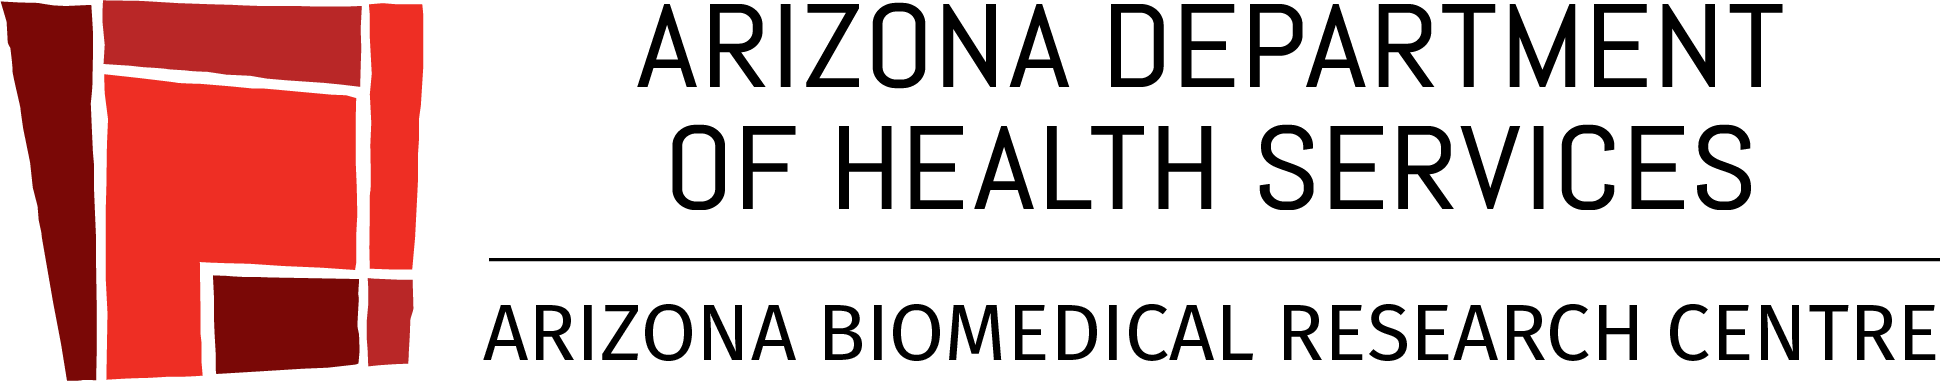 ARIZONA DEPARTMENT
OF HEALTH SERVICES
ARIZONA BIOMEDICAL RESEARCH CENTRE